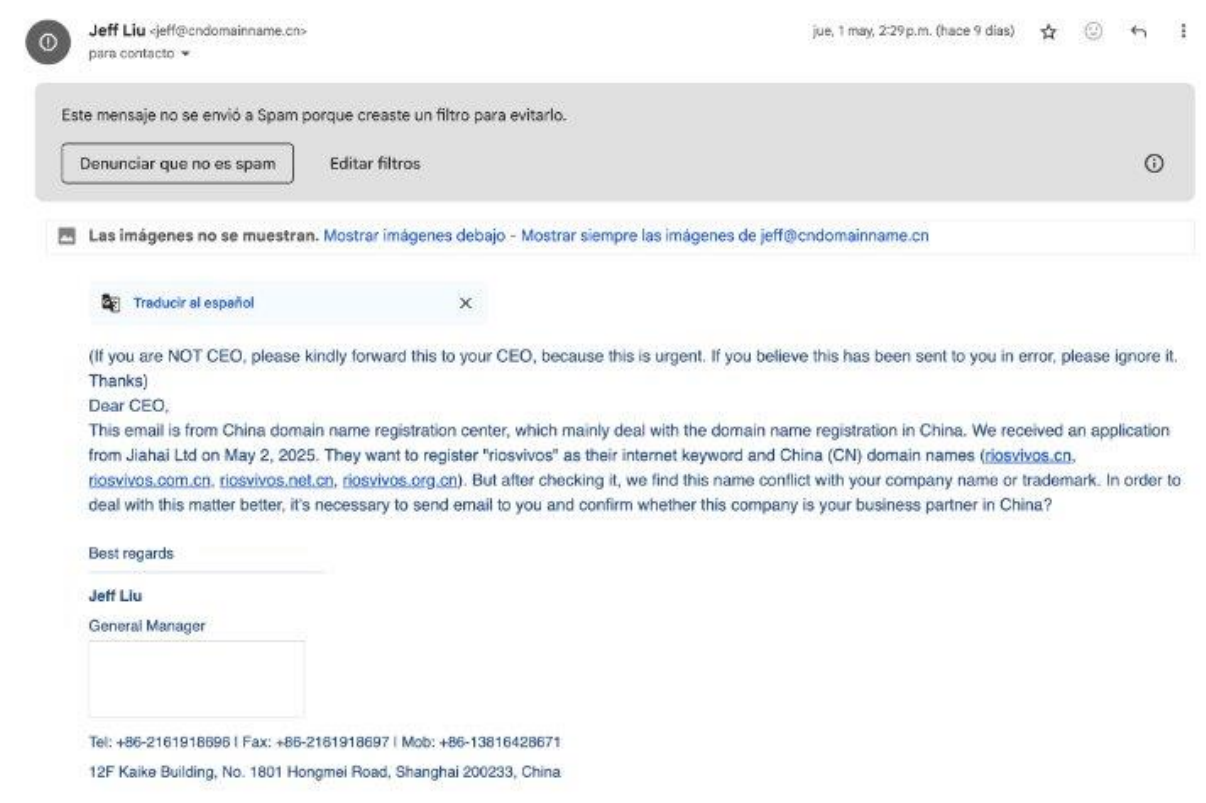 Jeff Liu <jeff@cndomainname.cn>
jue, 1 may, 2:29 p.m. (hace 9 días)
para contacto
Este mensaje no se envió a Spam porque creaste un filtro para evitarlo.
Denunciar que no es spam
Editar filtros
Las imágenes no se muestran. Mostrar imágenes debajo - Mostrar siempre las imágenes de jeff@cndomainname.cn
Traducir al español
(If you are NOT CEO, please kindly forward this to your CEO, because this is urgent. If you believe this has been sent to you in error, please ignore it.
Thanks)
Dear CEO,
This email is from China domain name registration center, which mainly deal with the domain name registration in China. We received an application
from Jiahai Ltd on May 2, 2025. They want to register "riosvivos" as their internet keyword and China (CN) domain names (riosvivos.cn,
riosvivos.com.cn, riosvivos.net.cn, riosvivos.org.cn). But after checking it, we find this name conflict with your company name or trademark. In order to
deal with this matter better, it's necessary to send email to you and confirm whether this company is your business partner in China?
Best regards
Jeff Liu
General Manager
Tel: +86-2161918696 | Fax: +86-2161918697 | Mob: +86-13816428671
12F Kaike Building, No. 1801 Hongmei Road, Shanghai 200233, China